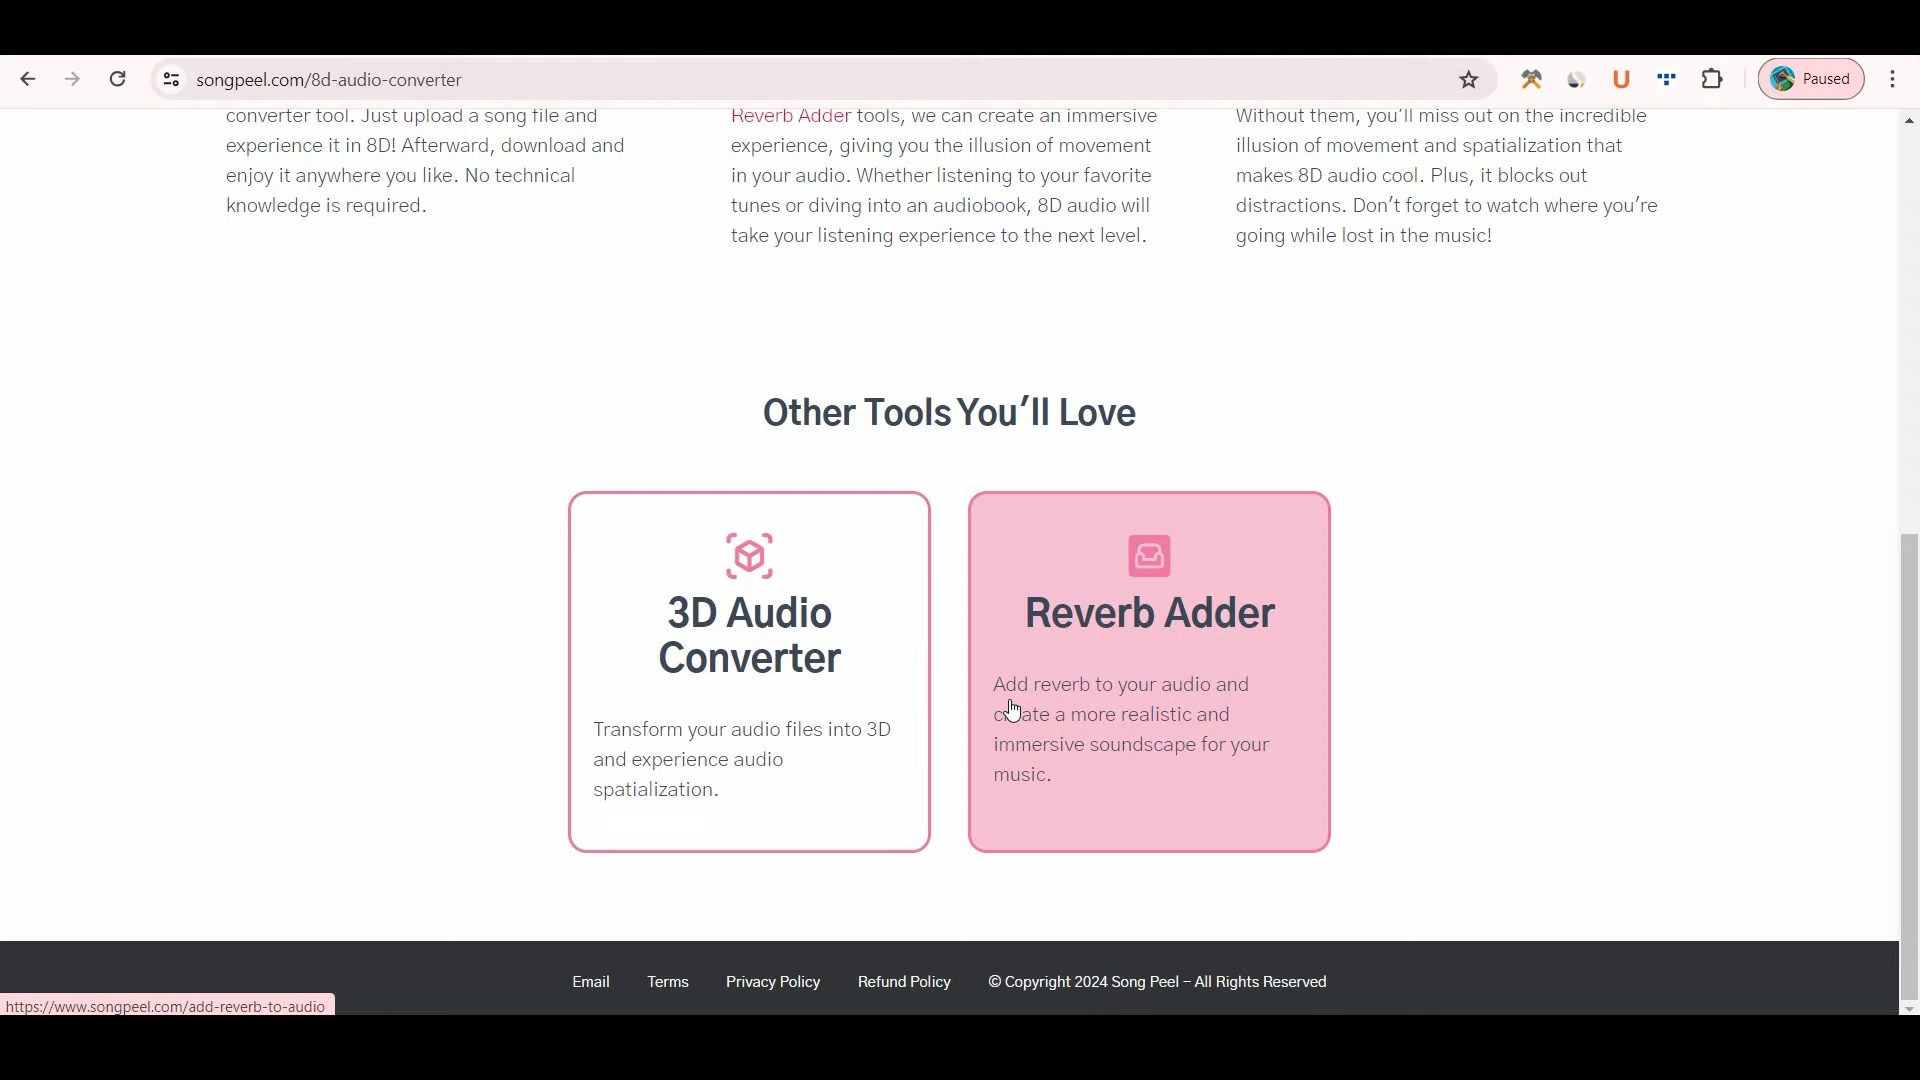 songpeel.com/8d-audio-converter
Paused
converter tool. Just upload a song file and
experience it in 8D! Afterward, download and
enjoy it anywhere you like. No technical
knowledge is required.
Reverb Adder tools, we can create an immersive
experience, giving you the illusion of movement
in your audio. Whether listening to your favorite
tunes or diving into an audiobook, 8D audio will
take your listening experience to the next level.
Without them, you'll miss out on the incredible
illusion of movement and spatialization that
makes 8D audio cool. Plus, it blocks out
distractions. Don't forget to watch where you're
going while lost in the music!
Other Tools You'll Love
3D Audio
Converter
Transform your audio files into 3D
and experience audio
spatialization.
Reverb Adder
Add reverb to your audio and
create a more realistic and
immersive soundscape for your
music.
Email Terms Privacy Policy Refund Policy © Copyright 2024 Song Peel – All Rights Reserved
https://www.songpeel.com/add-reverb-to-audio